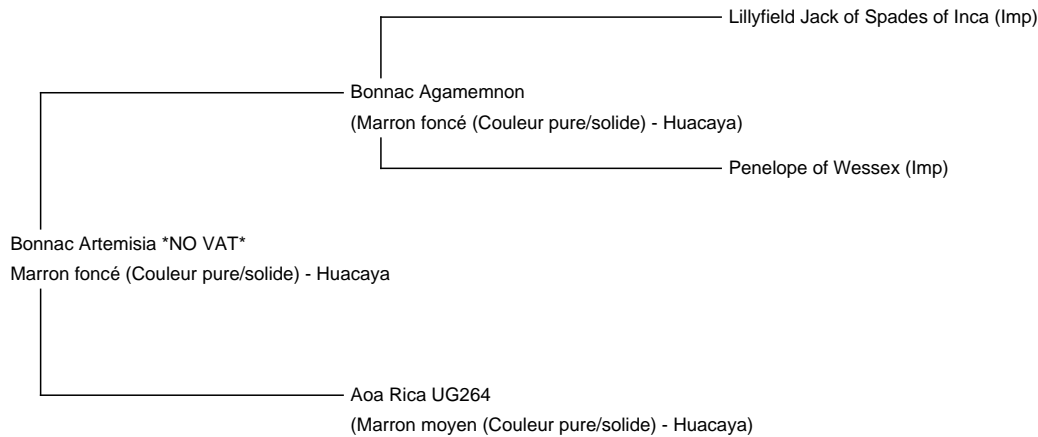 Lillyfield Jack of Spades of Inca (Imp)
Bonnac Agamemnon
(Marron foncé (Couleur pure/solide) - Huacaya)
Penelope of Wessex (Imp)
Bonnac Artemisia *NO VAT*
Marron foncé (Couleur pure/solide) - Huacaya
Aoa Rica UG264
(Marron moyen (Couleur pure/solide) - Huacaya)